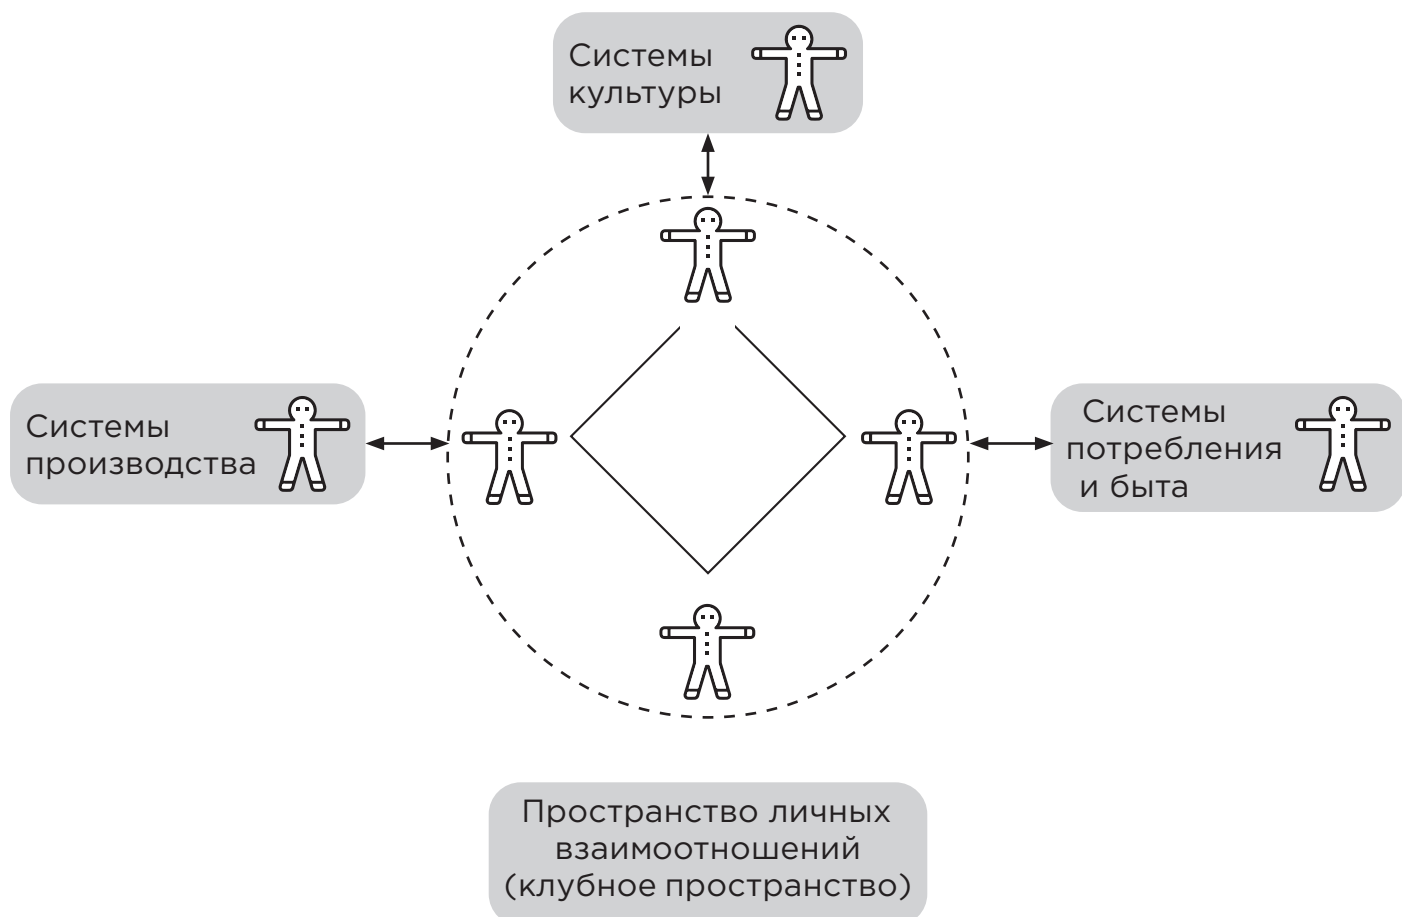 Системы
культуры
Системы
производства
Системы
потребления
и быта
Пространство личных
взаимоотношений
(клубное пространство)